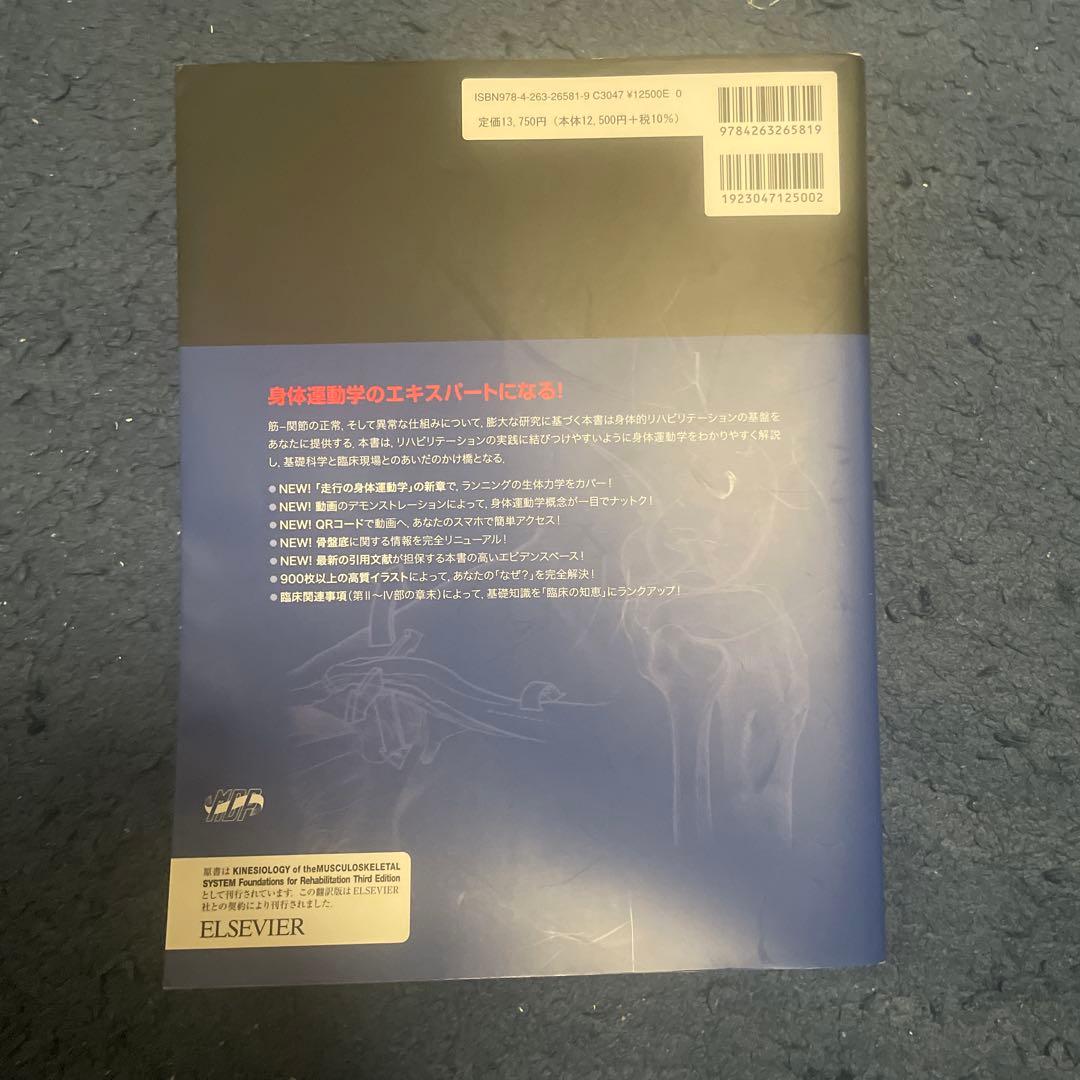 ISBN978-4-263-26581-9 C3047 ¥12500E 0
定価13,750円(本体12,500円+税10%)
9784263265819
1923047125002
身体運動学のエキスパートになる!
筋−関節の正常,そして異常な仕組みについて,膨大な研究に基づく本書は身体的リハビリテーションの基盤を
あなたに提供する.本書は,リハビリテーションの実践に結びつけやすいように身体運動学をわかりやすく解説
し,基礎科学と臨床現場とのあいだのかけ橋となる.
●NEW!「走行の身体運動学」の新章で,ランニングの生体力学をカバー!
●NEW! 動画のデモンストレーションによって,身体運動学概念が一目でナットク!
●NEW! QRコードで動画へ,あなたのスマホで簡単アクセス!
●NEW! 骨盤底に関する情報を完全リニューアル!
●NEW! 最新の引用文献が担保する本書の高いエビデンスベース!
●900枚以上の高質イラストによって,あなたの「なぜ?」を完全解決!
●臨床関連事項(第Ⅱ〜Ⅳ部の章末)によって,基礎知識を「臨床の知恵」にランクアップ!
MDP
原書は KINESIOLOGY of theMUSCULOSKELETAL
SYSTEM Foundations for Rehabilitation Third Edition
として刊行されています.この翻訳版は ELSEVIER
社との契約により刊行されました.
ELSEVIER